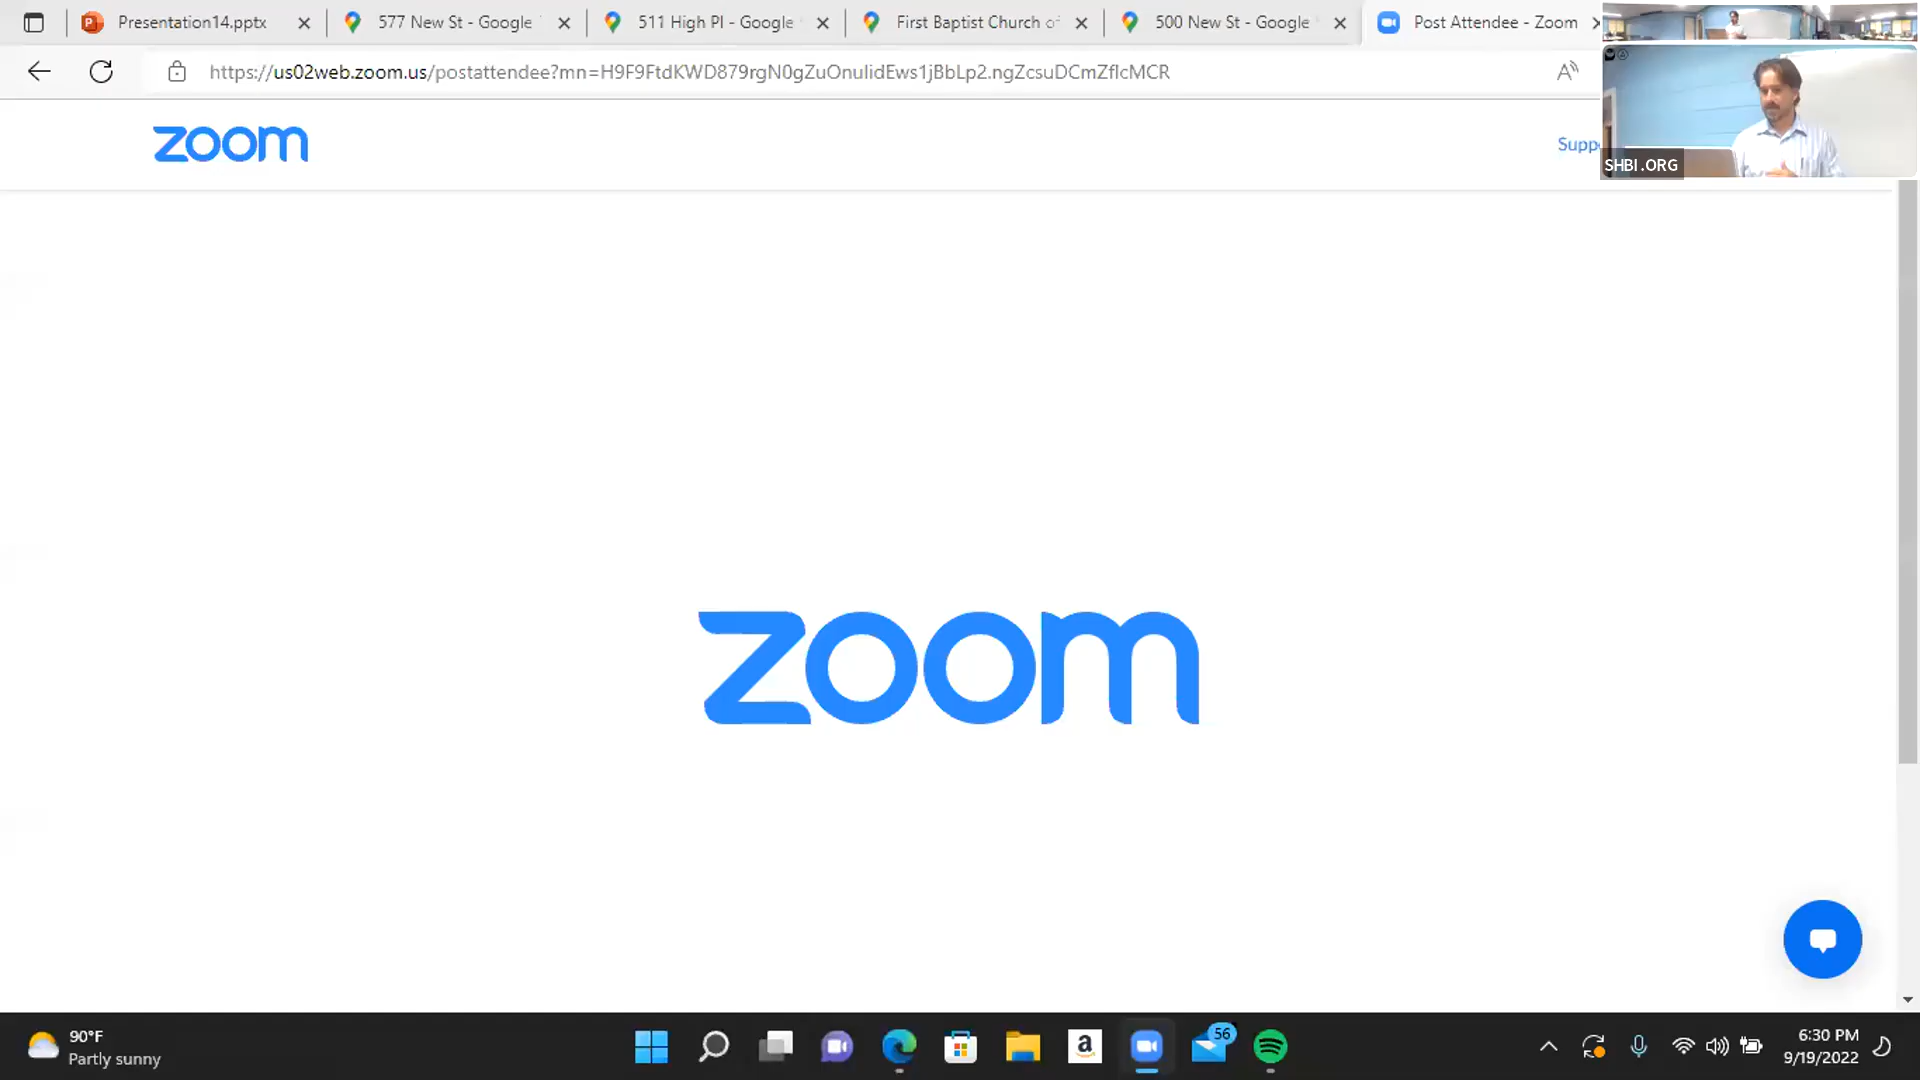 Presentation14.pptx
577 New St - Google
511 High Pl - Google
First Baptist Church of
500 New St - Google
Post Attendee - Zoom
https://us02web.zoom.us/postattendee?mn=H9F9FtdKWD879rgN0gZuOnulidEws1jBbLp2.ngZcsuDCmZflcMCR
zoom
Supp
SHBI.ORG
zoom
90°F
Partly sunny
a
56
6:30 PM
9/19/2022